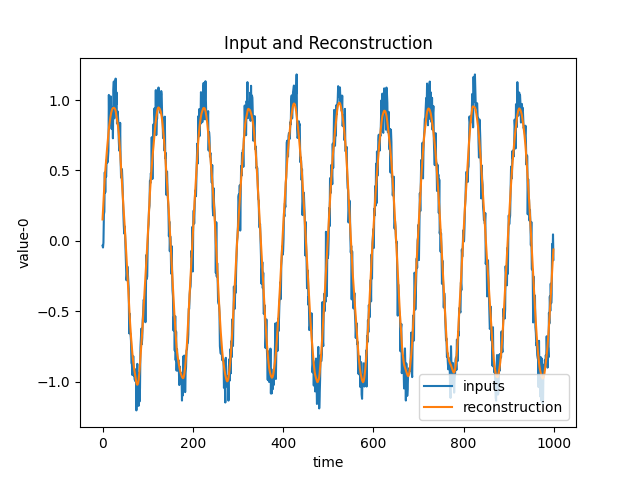 Input and Reconstruction
value-0
1.0
0.5
0.0
−0.5
−1.0
inputs
reconstruction
0 200 400 600 800 1000
time